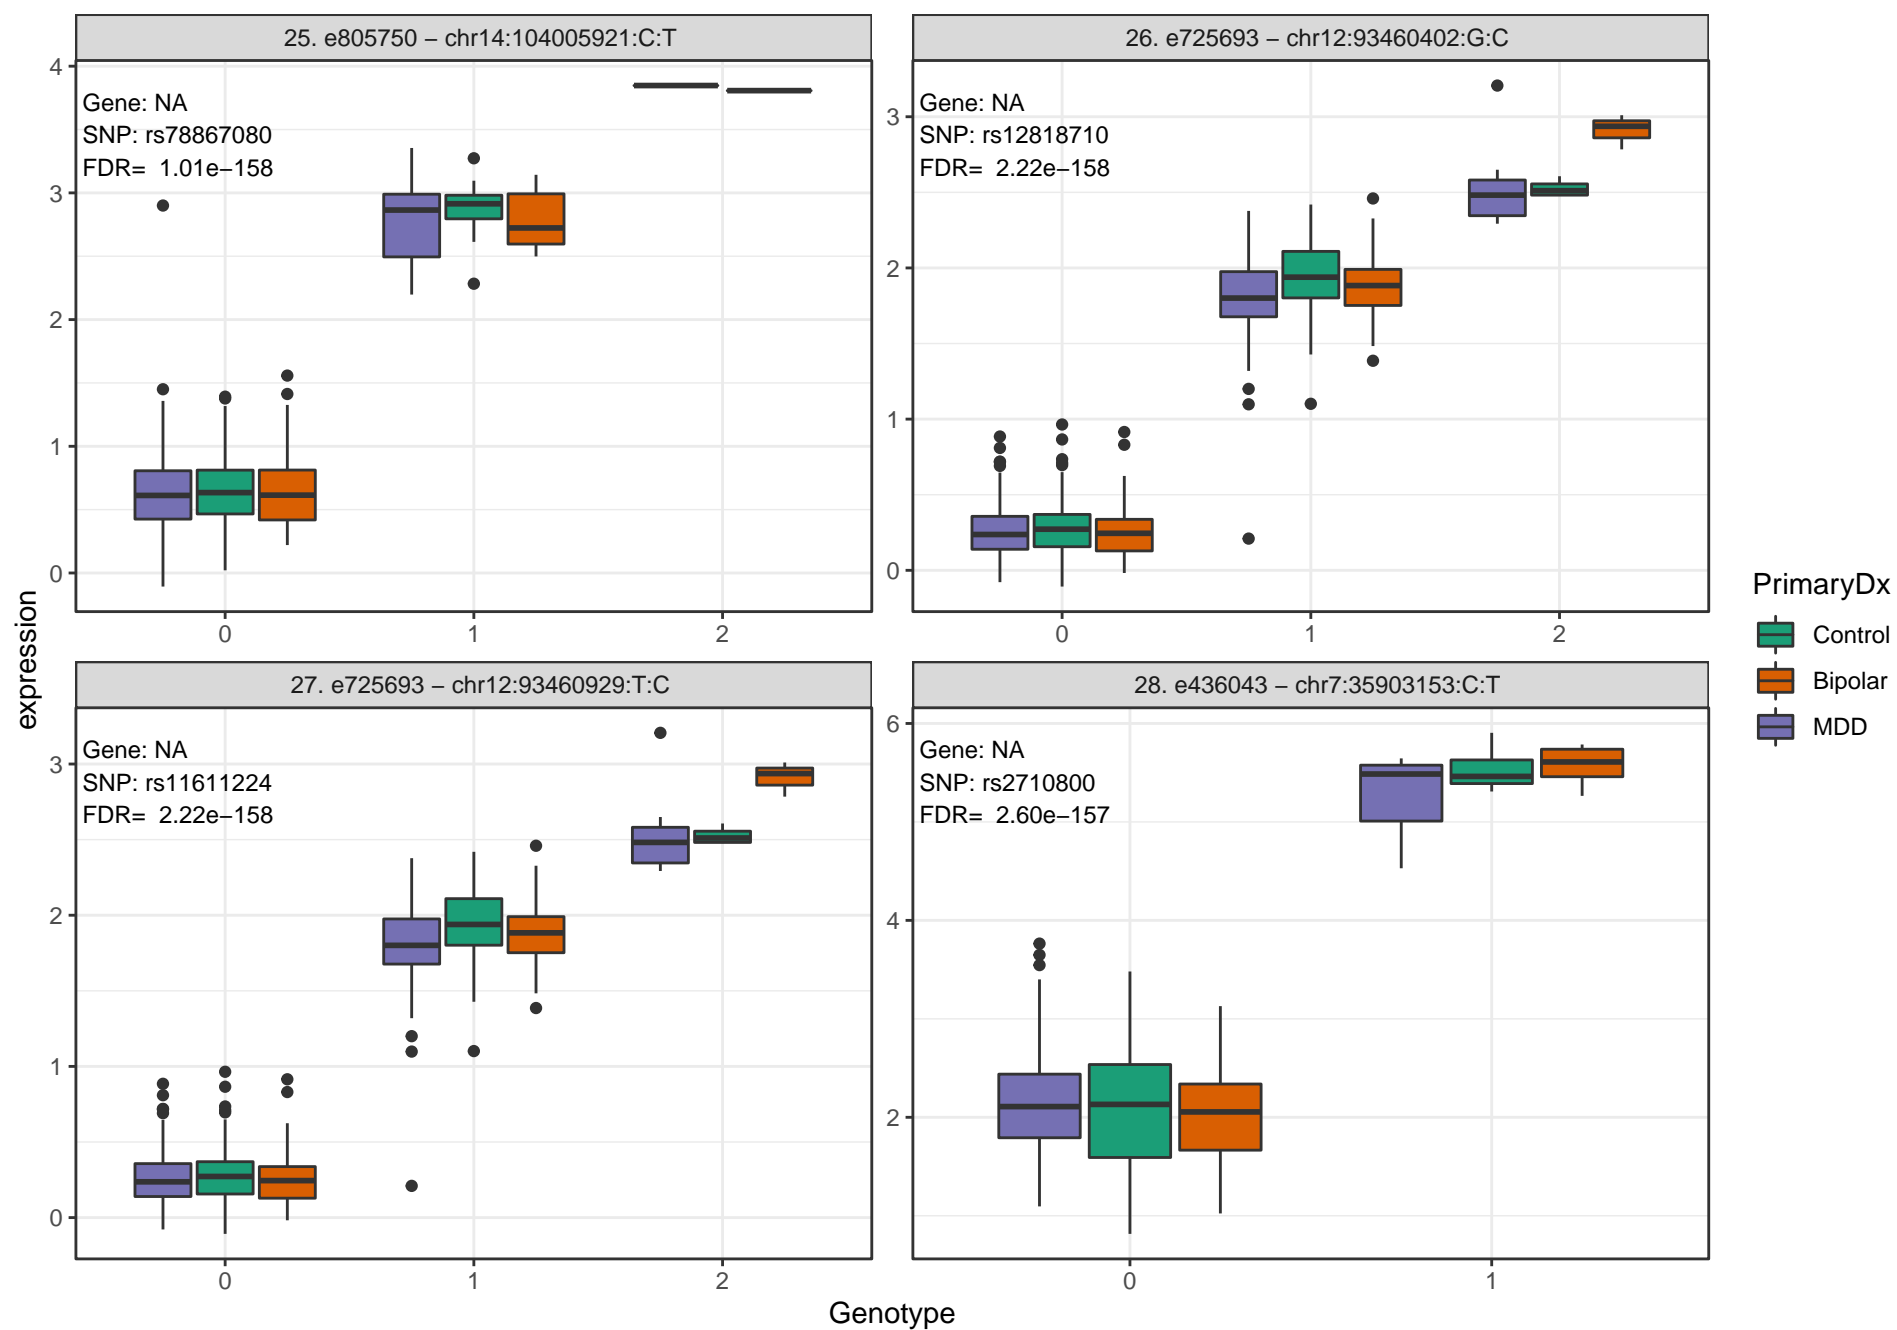 25. e805750 − chr14:104005921:C:T
Gene: NA
SNP: rs78867080
FDR=  1.01e−158
4
3
2
1
0
0
1
2
26. e725693 − chr12:93460402:G:C
Gene: NA
SNP: rs12818710
FDR=  2.22e−158
3
2
1
0
0
1
2
27. e725693 − chr12:93460929:T:C
Gene: NA
SNP: rs11611224
FDR=  2.22e−158
3
2
1
0
0
1
2
28. e436043 − chr7:35903153:C:T
Gene: NA
SNP: rs2710800
FDR=  2.60e−157
6
4
2
0
1
expression
Genotype
PrimaryDx
Control
Bipolar
MDD